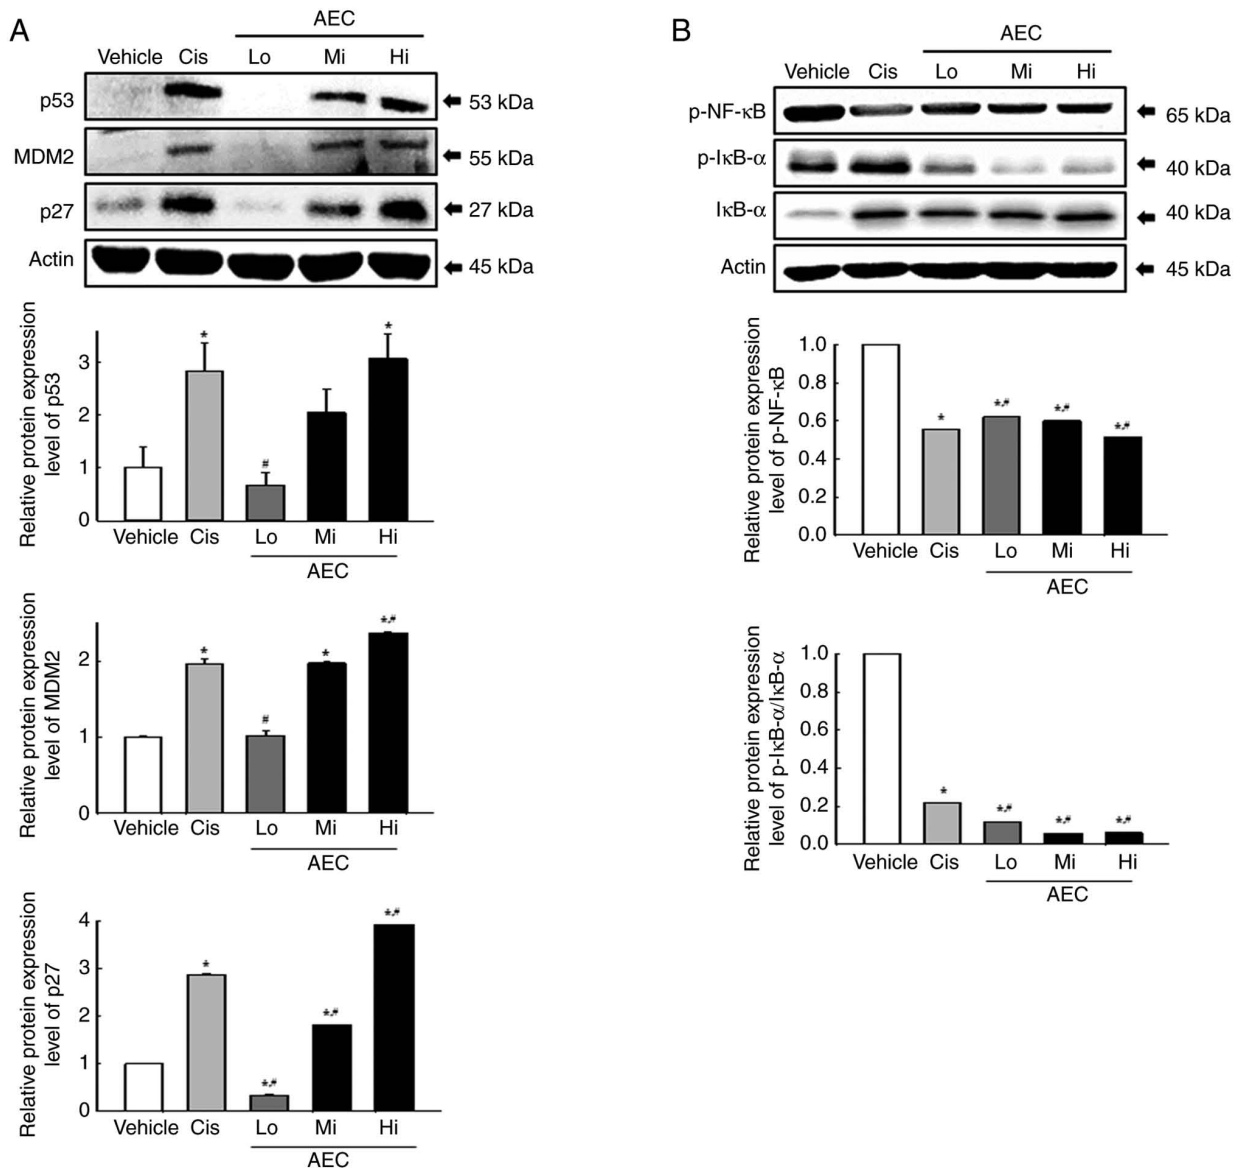 A
AEC
Vehicle Cis Lo Mi Hi
p53 53 kDa
MDM2 55 kDa
p27 27 kDa
Actin 45 kDa
Relative protein expression
level of p53
3
2
1
0
*
#
*
Vehicle Cis Lo Mi Hi
AEC
Relative protein expression
level of MDM2
2
1
0
*
#
*
*,#
Vehicle Cis Lo Mi Hi
AEC
Relative protein expression
level of p27
4
3
2
1
0
*
*,#
*,#
*,#
Vehicle Cis Lo Mi Hi
AEC
B
AEC
Vehicle Cis Lo Mi Hi
p-NF-κB 65 kDa
p-IκB-α 40 kDa
IκB-α 40 kDa
Actin 45 kDa
Relative protein expression
level of p-NF-κB
1.0
0.8
0.6
0.4
0.2
0.0
*
*,#
*,#
*,#
Vehicle Cis Lo Mi Hi
AEC
Relative protein expression
level of p-IκB-α/IκB-α
1.0
0.8
0.6
0.4
0.2
0.0
*
*,#
*,#
*,#
Vehicle Cis Lo Mi Hi
AEC